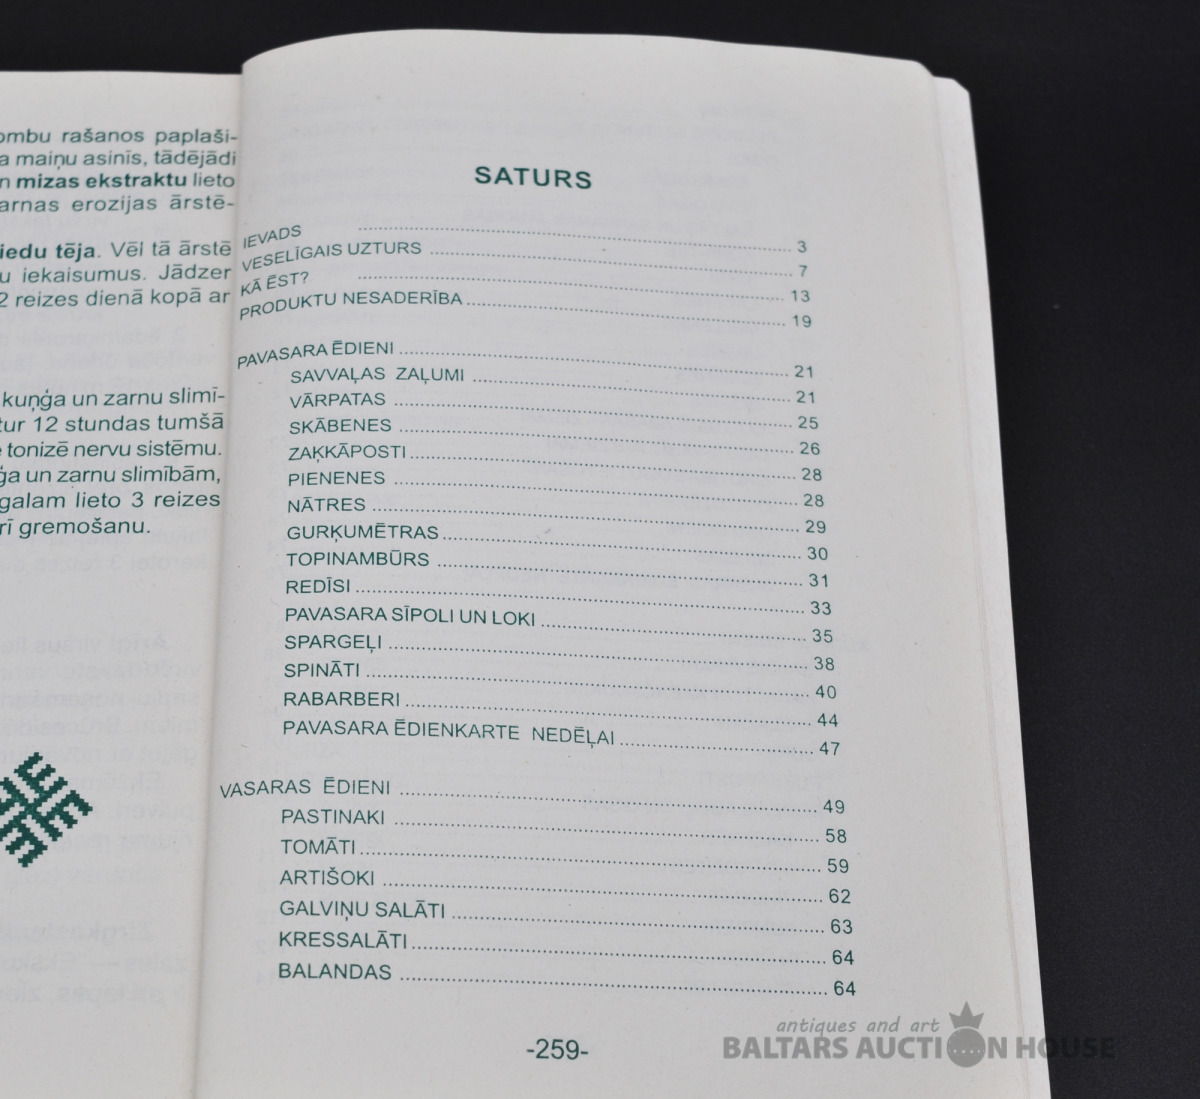 ombu rašanos paplaši-
a maiņu asinīs, tādējādi
n mizas ekstraktu lieto
arnas erozijas ārstē-
iedu tēja. Vēl tā ārstē
u iekaisumus. Jādzer
2 reizes dienā kopā ar
kuņģa un zarnu slimī-
tur 12 stundas tumšā
e tonizē nervu sistēmu.
ģa un zarnu slimībām,
galam lieto 3 reizes
rī gremošanu.
SATURS
IEVADS ........ 3
VESELĪGAIS UZTURS ........ 7
KĀ ĒST? ........ 13
PRODUKTU NESADERĪBA ........ 19
PAVASARA ĒDIENI ........ 21
SAVVAĻAS ZAĻUMI ........ 21
VĀRPATAS ........ 25
SKĀBENES ........ 26
ZAĶKĀPOSTI ........ 28
PIENENES ........ 28
NĀTRES ........ 29
GURĶUMĒTRAS ........ 30
TOPINAMBŪRS ........ 31
REDĪSI ........ 33
PAVASARA SĪPOLI UN LOKI ........ 35
SPARGEĻI ........ 38
SPINĀTI ........ 40
RABARBERI ........ 44
PAVASARA ĒDIENKARTE NEDĒĻAI ........ 47
VASARAS ĒDIENI ........ 49
PASTINAKI ........ 58
TOMĀTI ........ 59
ARTIŠOKI ........ 62
GALVIŅU SALĀTI ........ 63
KRESSALĀTI ........ 64
BALANDAS ........ 64
-259-
antiques and art
BALTARS AUCTION HOUSE